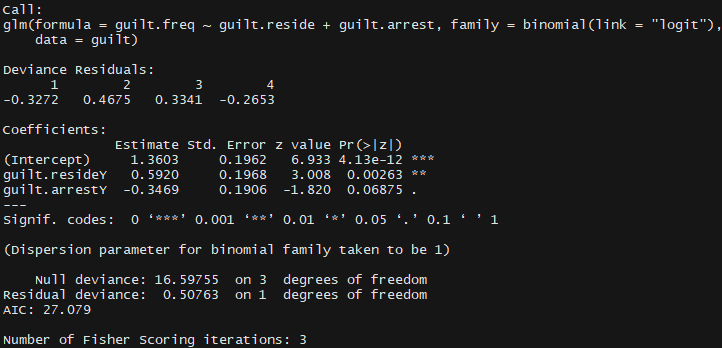 Call:
glm(formula = guilt.freq ~ guilt.reside + guilt.arrest, family = binomial(link = "logit"),
    data = guilt)
Deviance Residuals:
      1        2        3        4
-0.3272   0.4675   0.3341  -0.2653
Coefficients:
              Estimate Std. Error z value Pr(>|z|)
(Intercept)     1.3603     0.1962   6.933 4.13e-12 ***
guilt.resideY   0.5920     0.1968   3.008  0.00263 **
guilt.arrestY  -0.3469     0.1906  -1.820  0.06875 .
---
Signif. codes:  0 ‘***’ 0.001 ‘**’ 0.01 ‘*’ 0.05 ‘.’ 0.1 ‘ ’ 1
(Dispersion parameter for binomial family taken to be 1)
    Null deviance: 16.59755  on 3  degrees of freedom
Residual deviance:  0.50763  on 1  degrees of freedom
AIC: 27.079
Number of Fisher Scoring iterations: 3